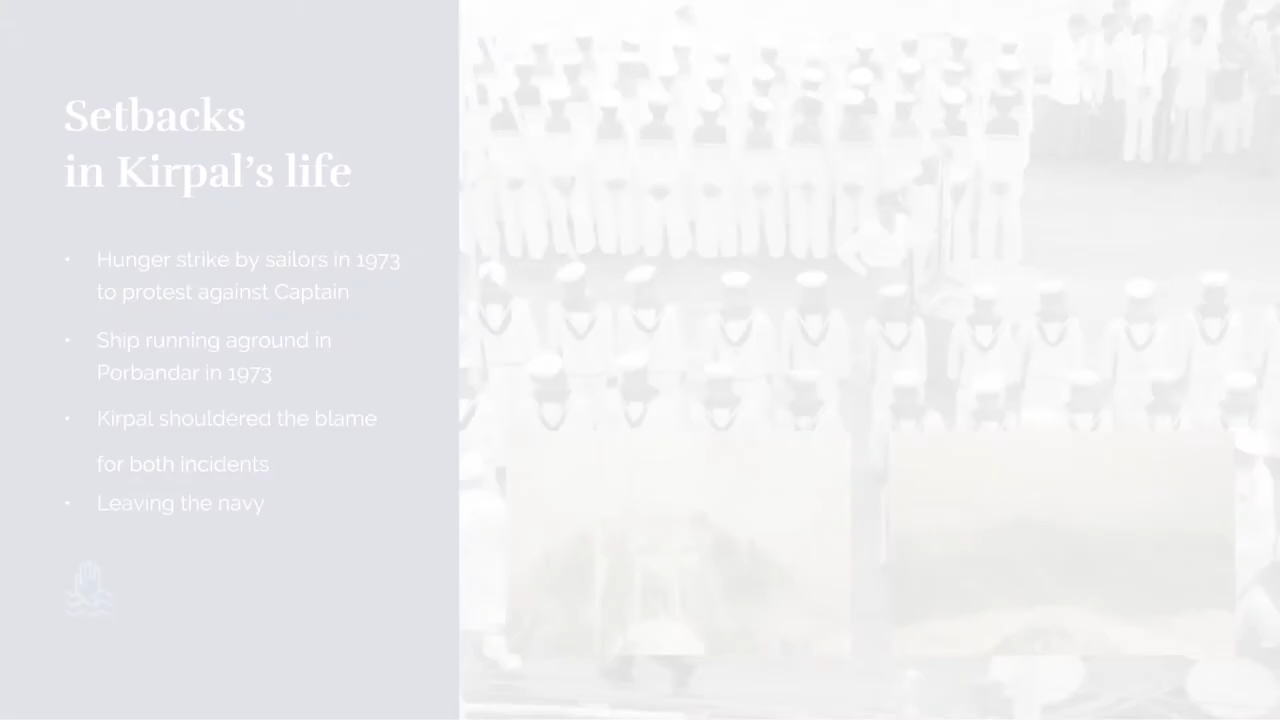 Setbacks
in Kirpal’s life
• Hunger strike by sailors in 1973
to protest against Captain
• Ship running aground in
Porbandar in 1973
• Kirpal shouldered the blame
for both incidents
• Leaving the navy